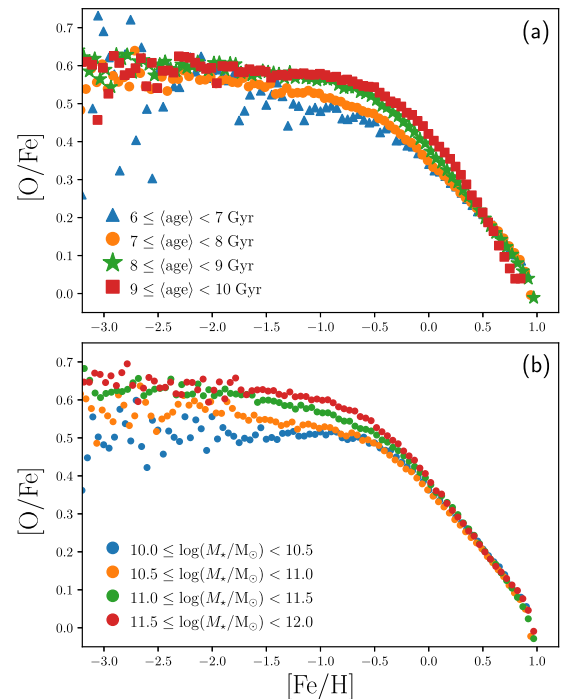 (a)
[O/Fe]
0.7
0.6
0.5
0.4
0.3
0.2
0.1
0.0
6 ≤ ⟨age⟩ < 7 Gyr
7 ≤ ⟨age⟩ < 8 Gyr
8 ≤ ⟨age⟩ < 9 Gyr
9 ≤ ⟨age⟩ < 10 Gyr
−3.0 −2.5 −2.0 −1.5 −1.0 −0.5 0.0 0.5 1.0
(b)
[O/Fe]
0.7
0.6
0.5
0.4
0.3
0.2
0.1
0.0
10.0 ≤ log(M⋆/M⊙) < 10.5
10.5 ≤ log(M⋆/M⊙) < 11.0
11.0 ≤ log(M⋆/M⊙) < 11.5
11.5 ≤ log(M⋆/M⊙) < 12.0
−3.0 −2.5 −2.0 −1.5 −1.0 −0.5 0.0 0.5 1.0
[Fe/H]